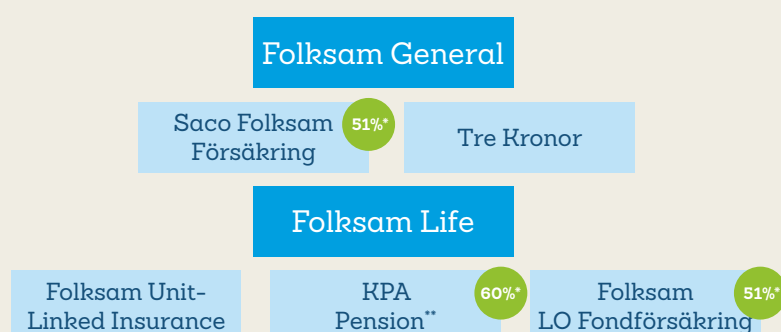 Folksam General
Saco Folksam
Försäkring
51%*
Tre Kronor
Folksam Life
Folksam Unit-
Linked Insurance
KPA
Pension**
60%*
Folksam
LO Fondförsäkring
51%*